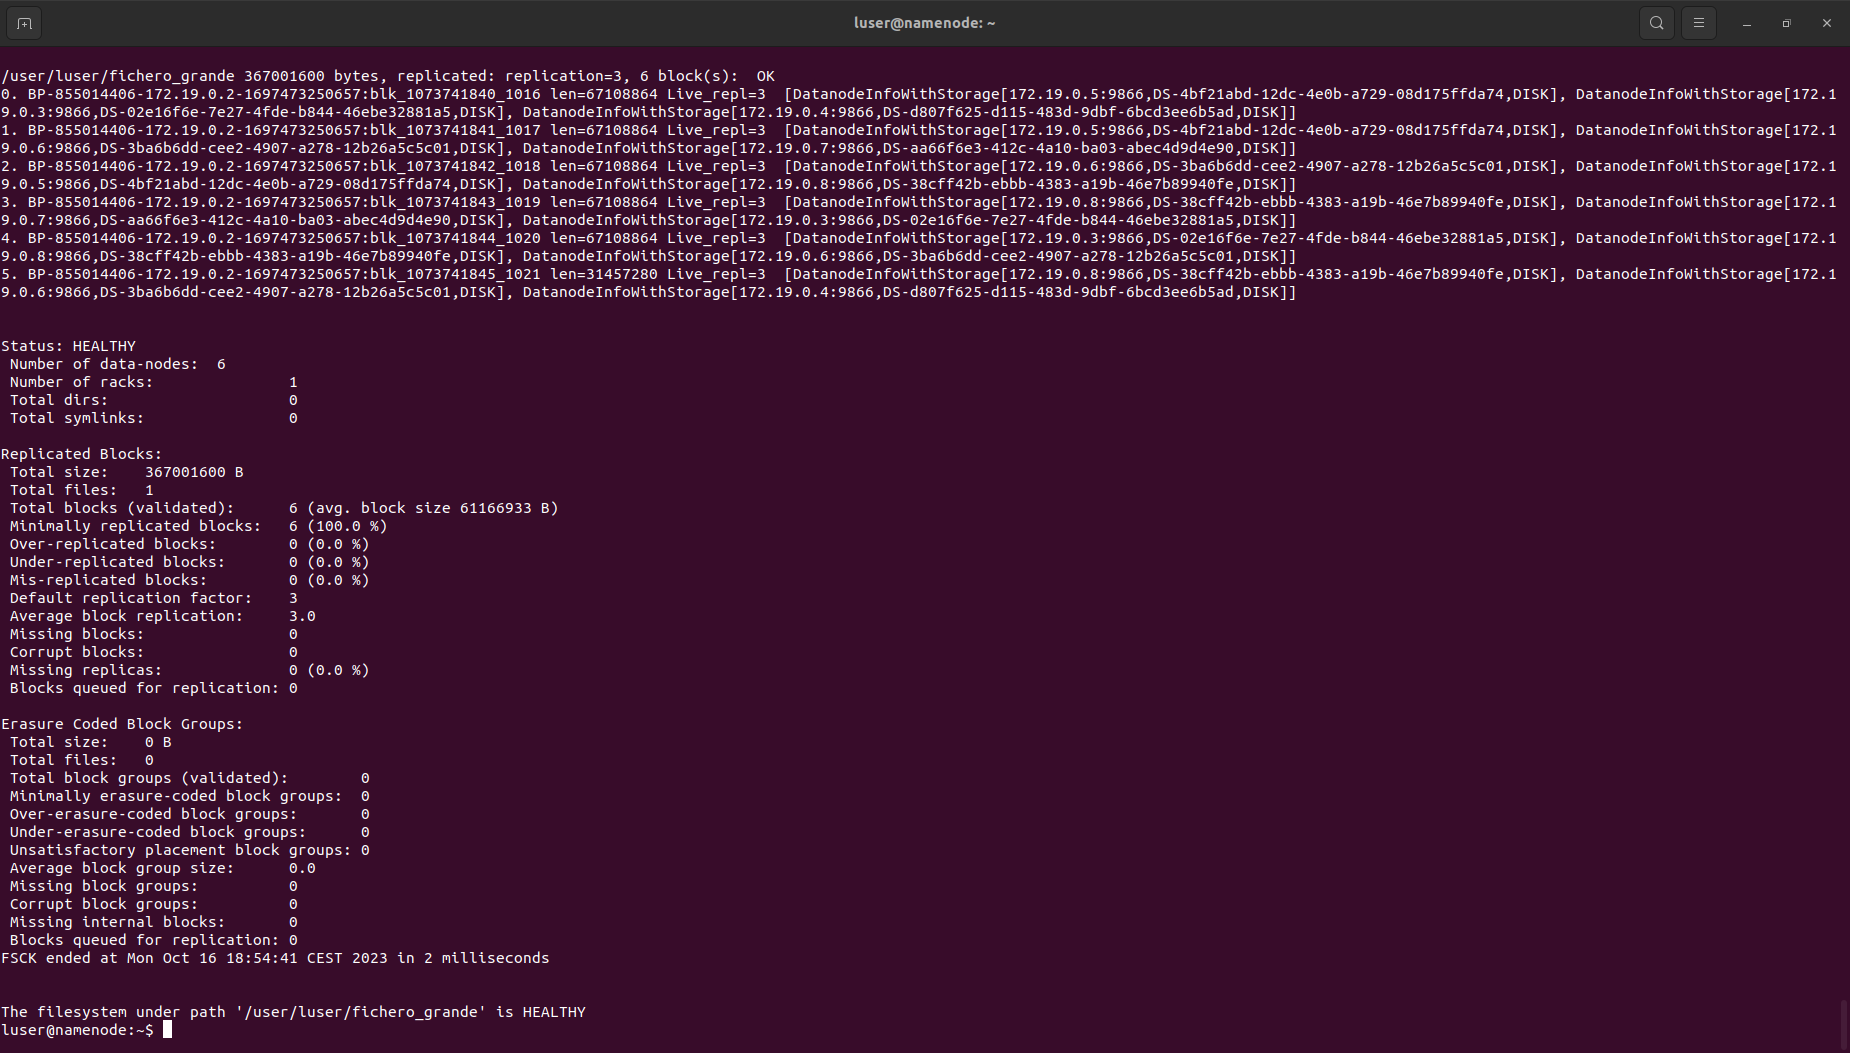 luser@namenode: ~
/user/luser/fichero_grande 367001600 bytes, replicated: replication=3, 6 block(s):  OK
0. BP-855014406-172.19.0.2-1697473250657:blk_1073741840_1016 len=67108864 Live_repl=3  [DatanodeInfoWithStorage[172.19.0.5:9866,DS-4bf21abd-12dc-4e0b-a729-08d175ffda74,DISK], DatanodeInfoWithStorage[172.1
9.0.3:9866,DS-02e16f6e-7e27-4fde-b844-46ebe32881a5,DISK], DatanodeInfoWithStorage[172.19.0.4:9866,DS-d807f625-d115-483d-9dbf-6bcd3ee6b5ad,DISK]]
1. BP-855014406-172.19.0.2-1697473250657:blk_1073741841_1017 len=67108864 Live_repl=3  [DatanodeInfoWithStorage[172.19.0.5:9866,DS-4bf21abd-12dc-4e0b-a729-08d175ffda74,DISK], DatanodeInfoWithStorage[172.1
9.0.6:9866,DS-3ba6b6dd-cee2-4907-a278-12b26a5c5c01,DISK], DatanodeInfoWithStorage[172.19.0.7:9866,DS-aa66f6e3-412c-4a10-ba03-abec4d9d4e90,DISK]]
2. BP-855014406-172.19.0.2-1697473250657:blk_1073741842_1018 len=67108864 Live_repl=3  [DatanodeInfoWithStorage[172.19.0.6:9866,DS-3ba6b6dd-cee2-4907-a278-12b26a5c5c01,DISK], DatanodeInfoWithStorage[172.1
9.0.5:9866,DS-4bf21abd-12dc-4e0b-a729-08d175ffda74,DISK], DatanodeInfoWithStorage[172.19.0.8:9866,DS-38cff42b-ebbb-4383-a19b-46e7b89940fe,DISK]]
3. BP-855014406-172.19.0.2-1697473250657:blk_1073741843_1019 len=67108864 Live_repl=3  [DatanodeInfoWithStorage[172.19.0.8:9866,DS-38cff42b-ebbb-4383-a19b-46e7b89940fe,DISK], DatanodeInfoWithStorage[172.1
9.0.7:9866,DS-aa66f6e3-412c-4a10-ba03-abec4d9d4e90,DISK], DatanodeInfoWithStorage[172.19.0.3:9866,DS-02e16f6e-7e27-4fde-b844-46ebe32881a5,DISK]]
4. BP-855014406-172.19.0.2-1697473250657:blk_1073741844_1020 len=67108864 Live_repl=3  [DatanodeInfoWithStorage[172.19.0.3:9866,DS-02e16f6e-7e27-4fde-b844-46ebe32881a5,DISK], DatanodeInfoWithStorage[172.1
9.0.8:9866,DS-38cff42b-ebbb-4383-a19b-46e7b89940fe,DISK], DatanodeInfoWithStorage[172.19.0.6:9866,DS-3ba6b6dd-cee2-4907-a278-12b26a5c5c01,DISK]]
5. BP-855014406-172.19.0.2-1697473250657:blk_1073741845_1021 len=31457280 Live_repl=3  [DatanodeInfoWithStorage[172.19.0.8:9866,DS-38cff42b-ebbb-4383-a19b-46e7b89940fe,DISK], DatanodeInfoWithStorage[172.1
9.0.6:9866,DS-3ba6b6dd-cee2-4907-a278-12b26a5c5c01,DISK], DatanodeInfoWithStorage[172.19.0.4:9866,DS-d807f625-d115-483d-9dbf-6bcd3ee6b5ad,DISK]]
Status: HEALTHY
Number of data-nodes: 6
Number of racks: 1
Total dirs: 0
Total symlinks: 0
Replicated Blocks:
Total size: 367001600 B
Total files: 1
Total blocks (validated): 6 (avg. block size 61166933 B)
Minimally replicated blocks: 6 (100.0 %)
Over-replicated blocks: 0 (0.0 %)
Under-replicated blocks: 0 (0.0 %)
Mis-replicated blocks: 0 (0.0 %)
Default replication factor: 3
Average block replication: 3.0
Missing blocks: 0
Corrupt blocks: 0
Missing replicas: 0 (0.0 %)
Blocks queued for replication: 0
Erasure Coded Block Groups:
Total size: 0 B
Total files: 0
Total block groups (validated): 0
Minimally erasure-coded block groups: 0
Over-erasure-coded block groups: 0
Under-erasure-coded block groups: 0
Unsatisfactory placement block groups: 0
Average block group size: 0.0
Missing block groups: 0
Corrupt block groups: 0
Missing internal blocks: 0
Blocks queued for replication: 0
FSCK ended at Mon Oct 16 18:54:41 CEST 2023 in 2 milliseconds
The filesystem under path '/user/luser/fichero_grande' is HEALTHY
luser@namenode:~$